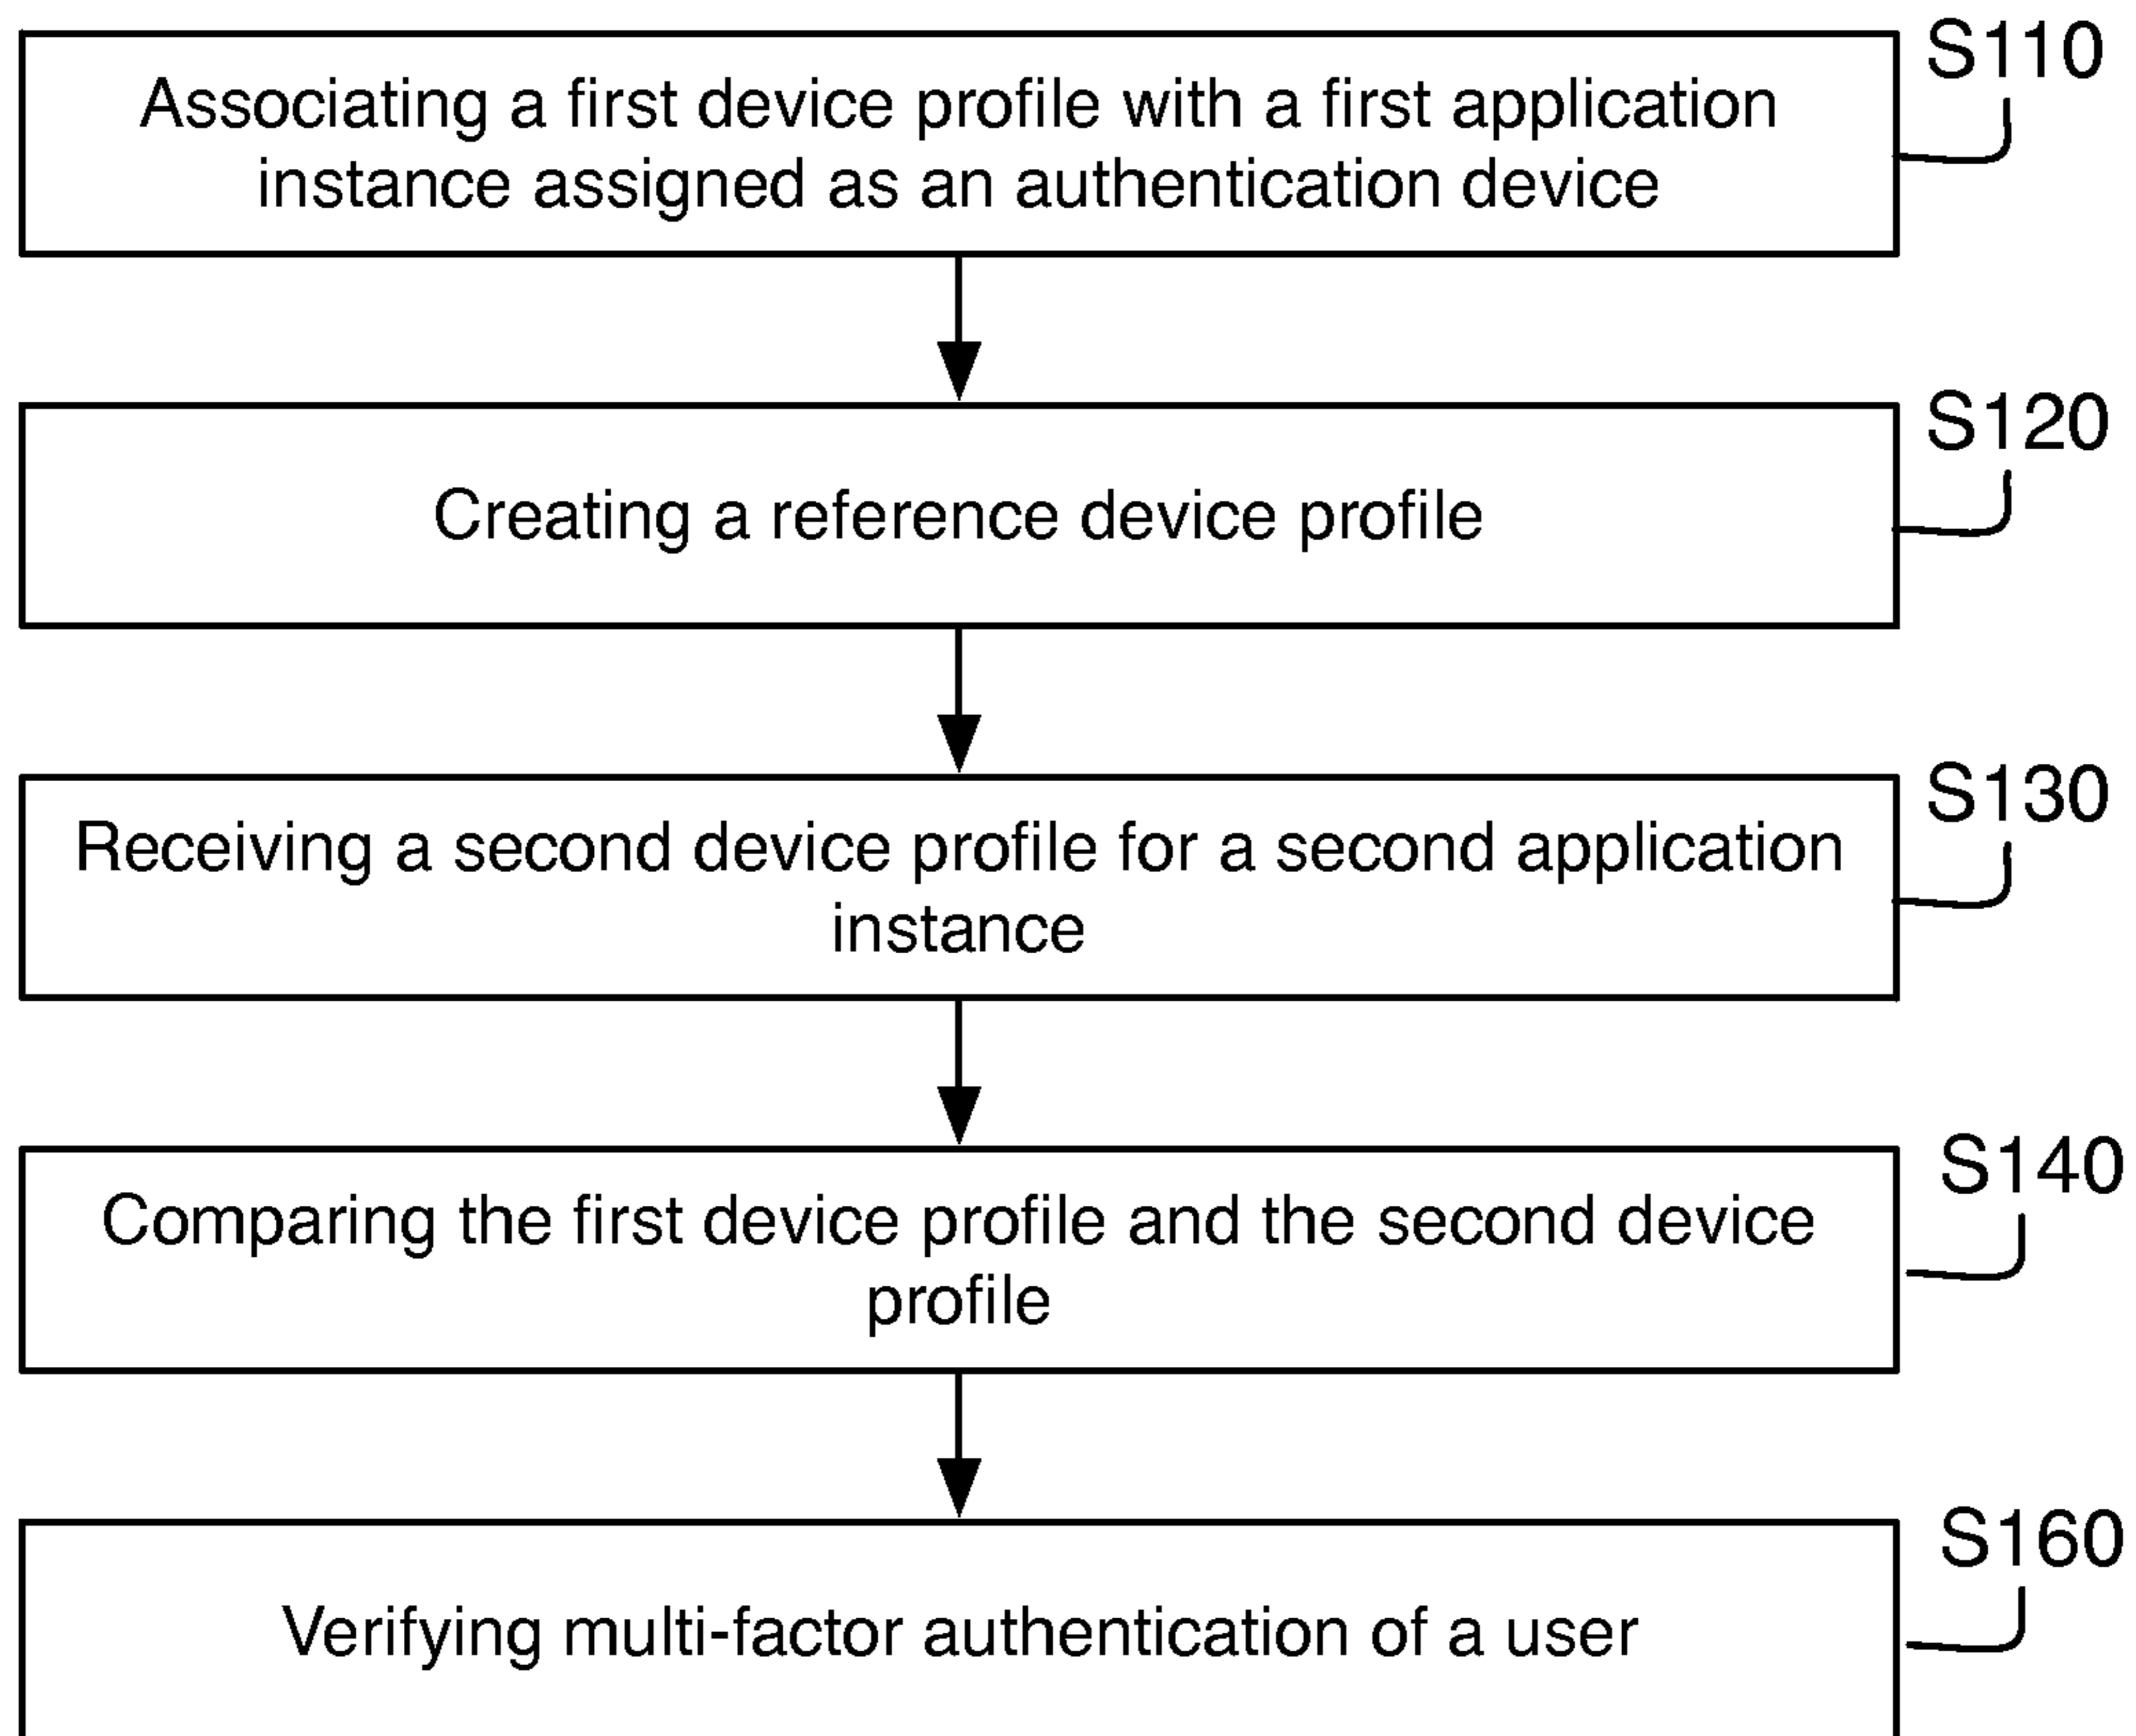 S110
Associating a first device profile with a first application
instance assigned as an authentication device
S120
Creating a reference device profile
S130
Receiving a second device profile for a second application
instance
S140
Comparing the first device profile and the second device
profile
S160
Verifying multi-factor authentication of a user